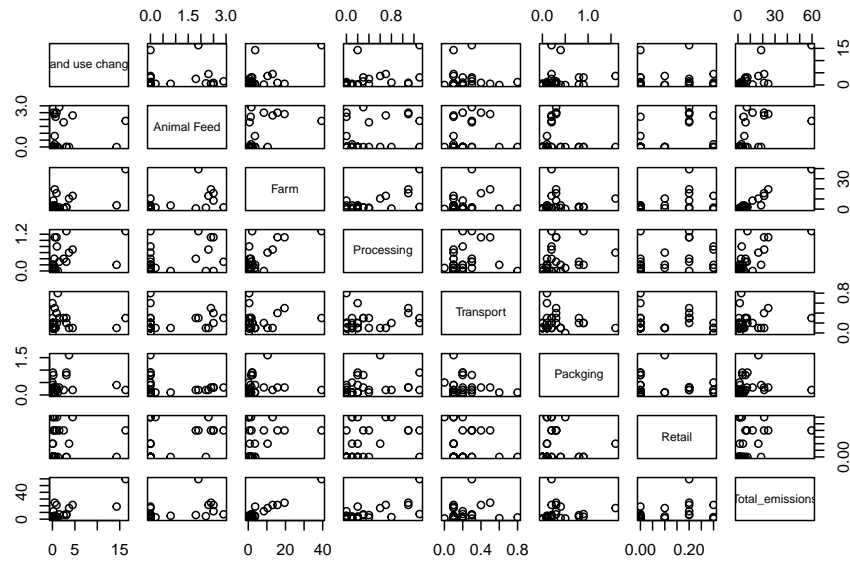 0.0 1.5 3.0 0.0 0.8 0.0 1.0 0 30 60
and use chang 0 15
0.0 3.0 Animal Feed
Farm 0 30
0.0 1.2 Processing
Transport 0.0 0.8
0.0 1.5 Packging
Retail 0.00
0 40 Total_emissions
0 5 15 0 20 40 0.0 0.4 0.8 0.00 0.20